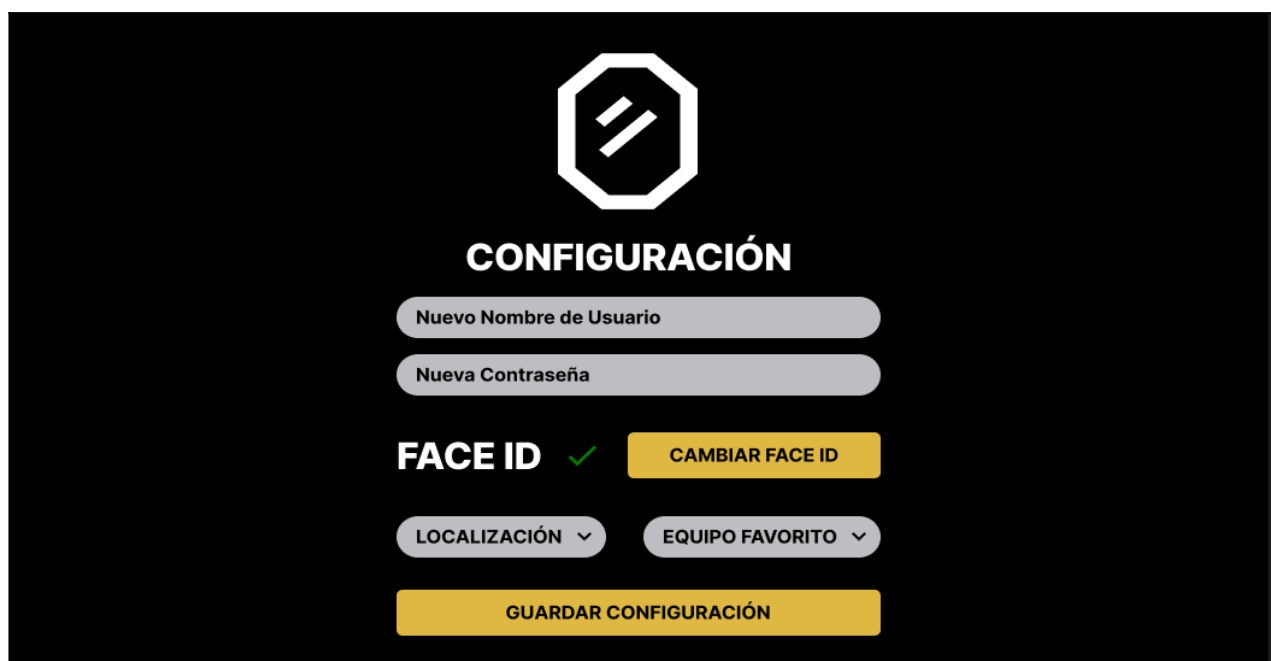 CONFIGURACIÓN
Nuevo Nombre de Usuario
Nueva Contraseña
FACE ID
CAMBIAR FACE ID
LOCALIZACIÓN
EQUIPO FAVORITO
GUARDAR CONFIGURACIÓN